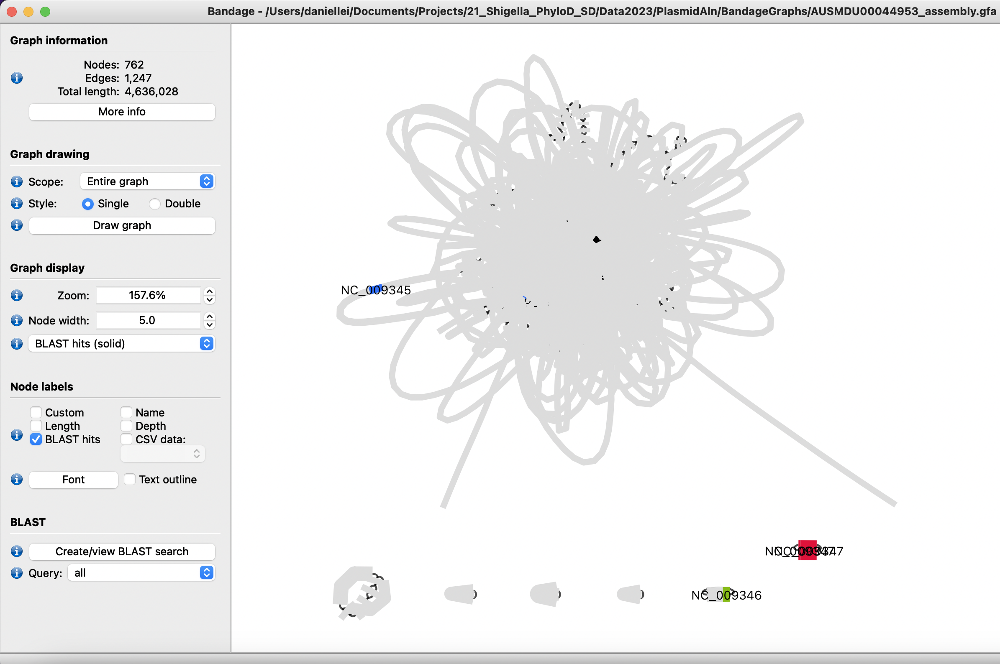 Bandage - /Users/daniellei/Documents/Projects/21_Shigella_PhyloD_SD/Data2023/PlasmidAln/BandageGraphs/AUSMDU00044953_assembly.gfa
Graph information
Nodes: 762
Edges: 1,247
Total length: 4,636,028
More info
Graph drawing
Scope: Entire graph
Style: Single Double
Draw graph
Graph display
Zoom: 157.6%
Node width: 5.0
BLAST hits (solid)
Node labels
Custom Name
Length Depth
BLAST hits CSV data:
Font Text outline
BLAST
Create/view BLAST search
Query: all
NC_009345
NC_009347
NC_009347
NC_009346